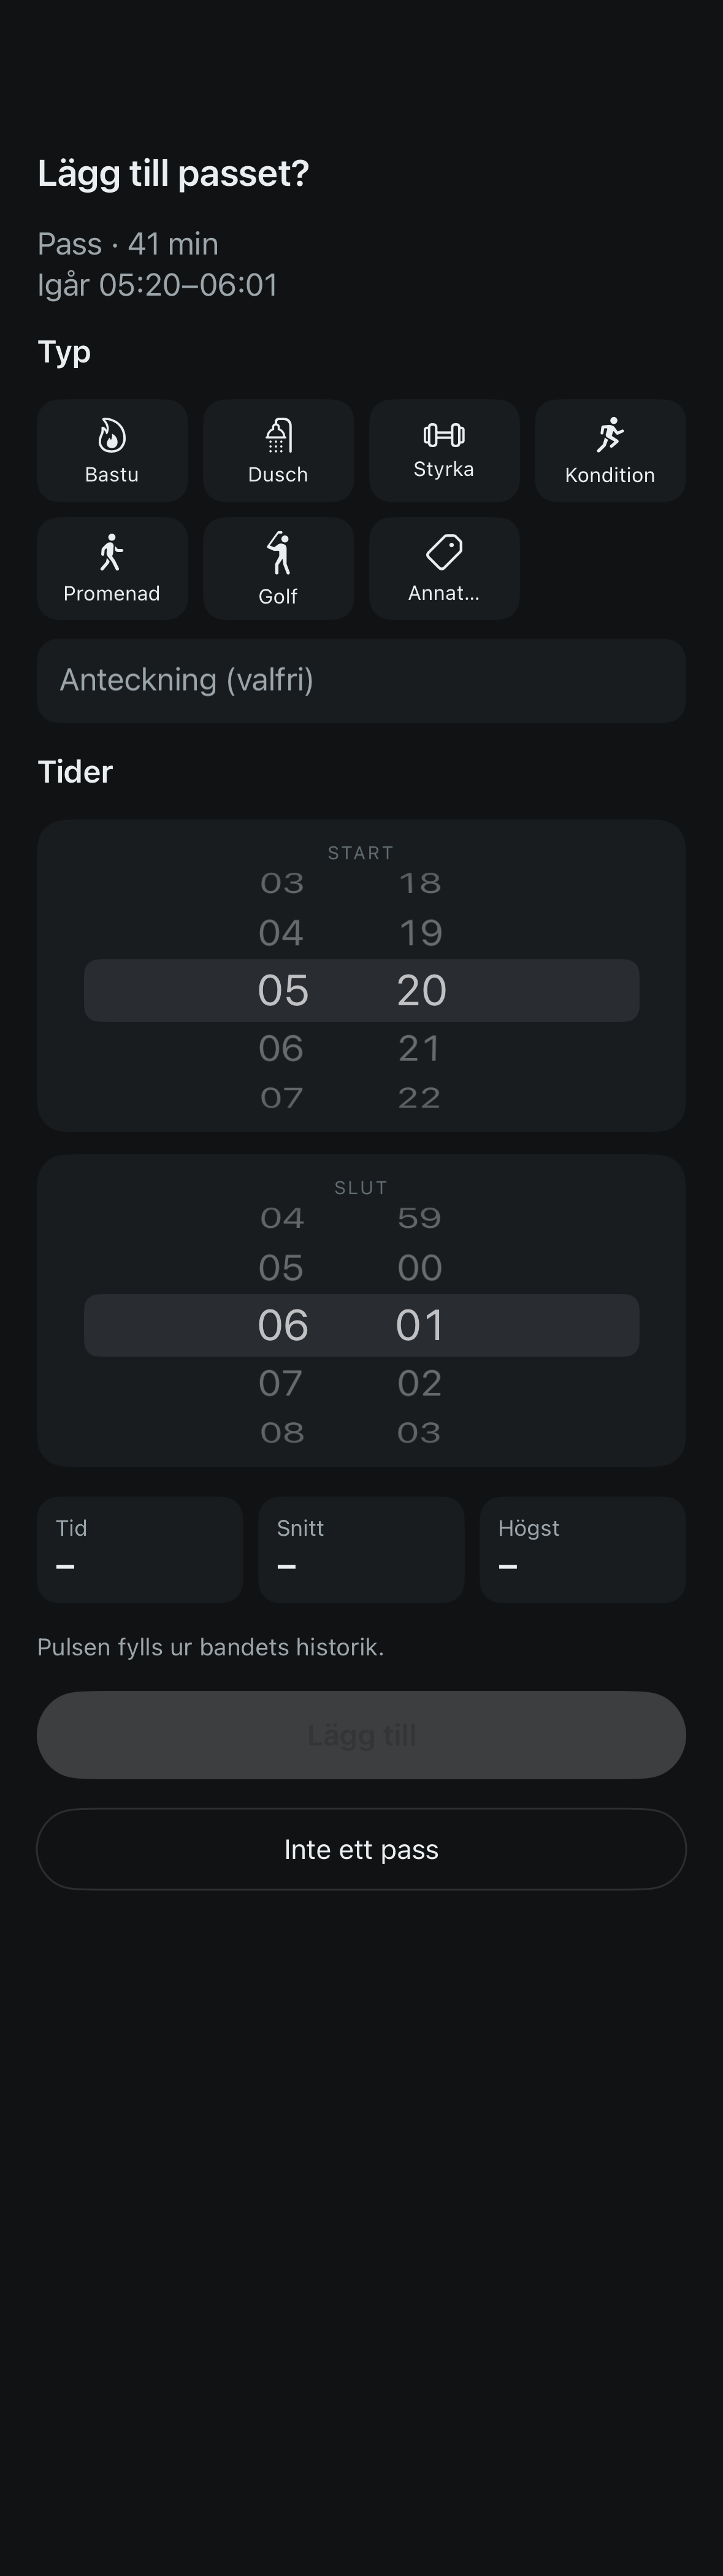 Lägg till passet?
Pass · 41 min
Igår 05:20–06:01
Typ
Bastu Dusch Styrka Kondition
Promenad Golf Annat...
Anteckning (valfri)
Tider
START
03 18
04 19
05 20
06 21
07 22
SLUT
04 59
05 00
06 01
07 02
08 03
Tid Snitt Högst
– – –
Pulsen fylls ur bandets historik.
Lägg till
Inte ett pass